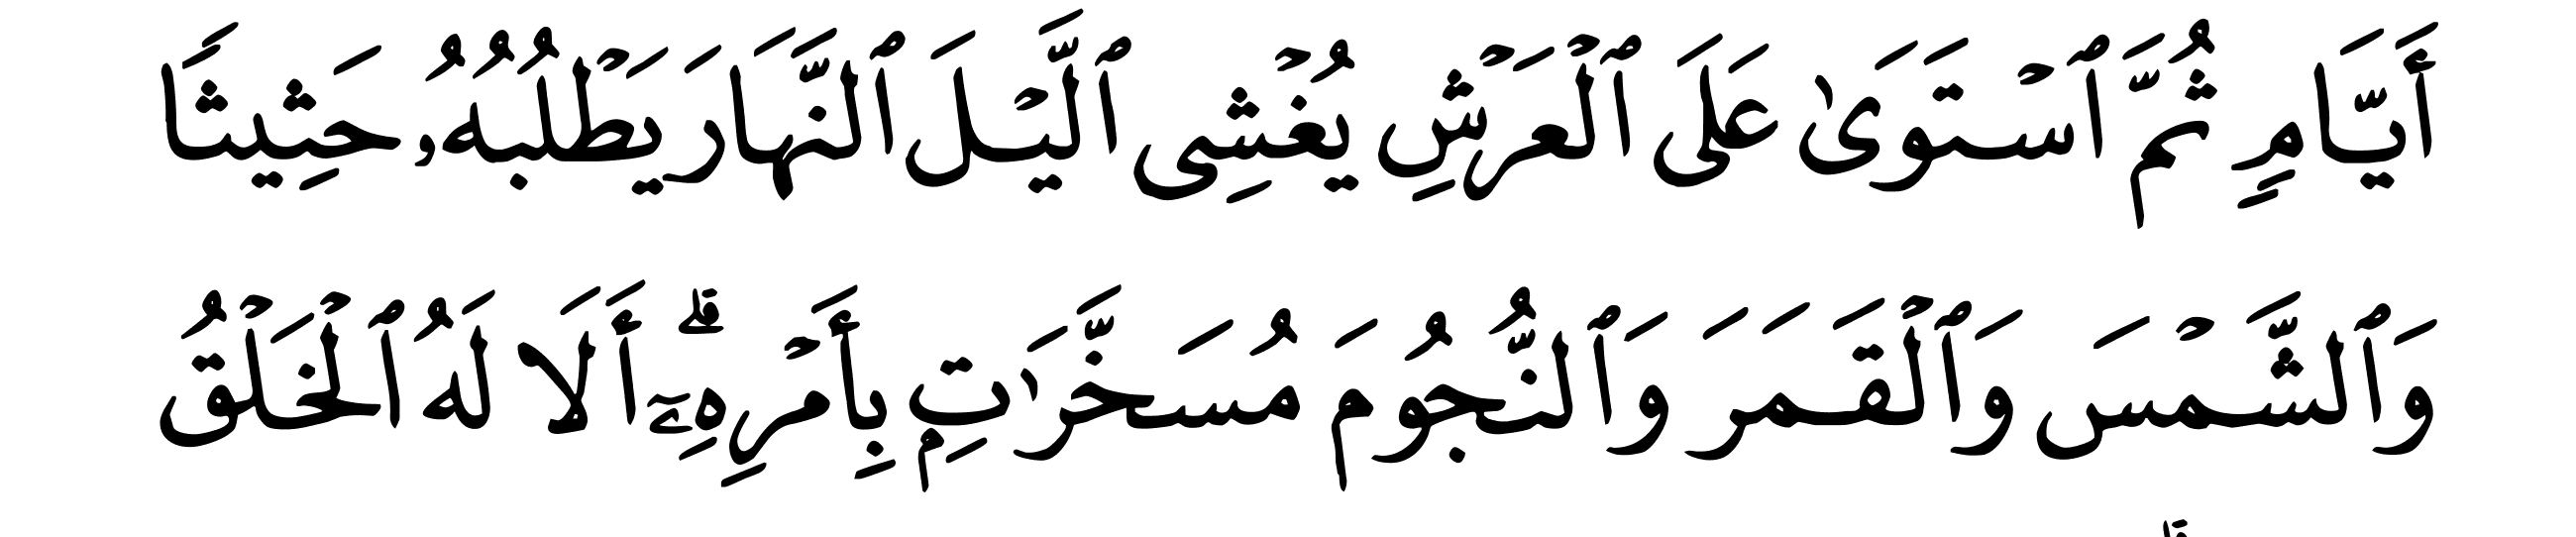 أَيَّامٖ ثُمَّ ٱسۡتَوَىٰ عَلَى ٱلۡعَرۡشِۖ يُغۡشِي ٱلَّيۡلَ ٱلنَّهَارَ يَطۡلُبُهُۥ حَثِيثٗا
وَٱلشَّمۡسَ وَٱلۡقَمَرَ وَٱلنُّجُومَ مُسَخَّرَٰتِۭ بِأَمۡرِهِۦٓۗ أَلَا لَهُ ٱلۡخَلۡقُ